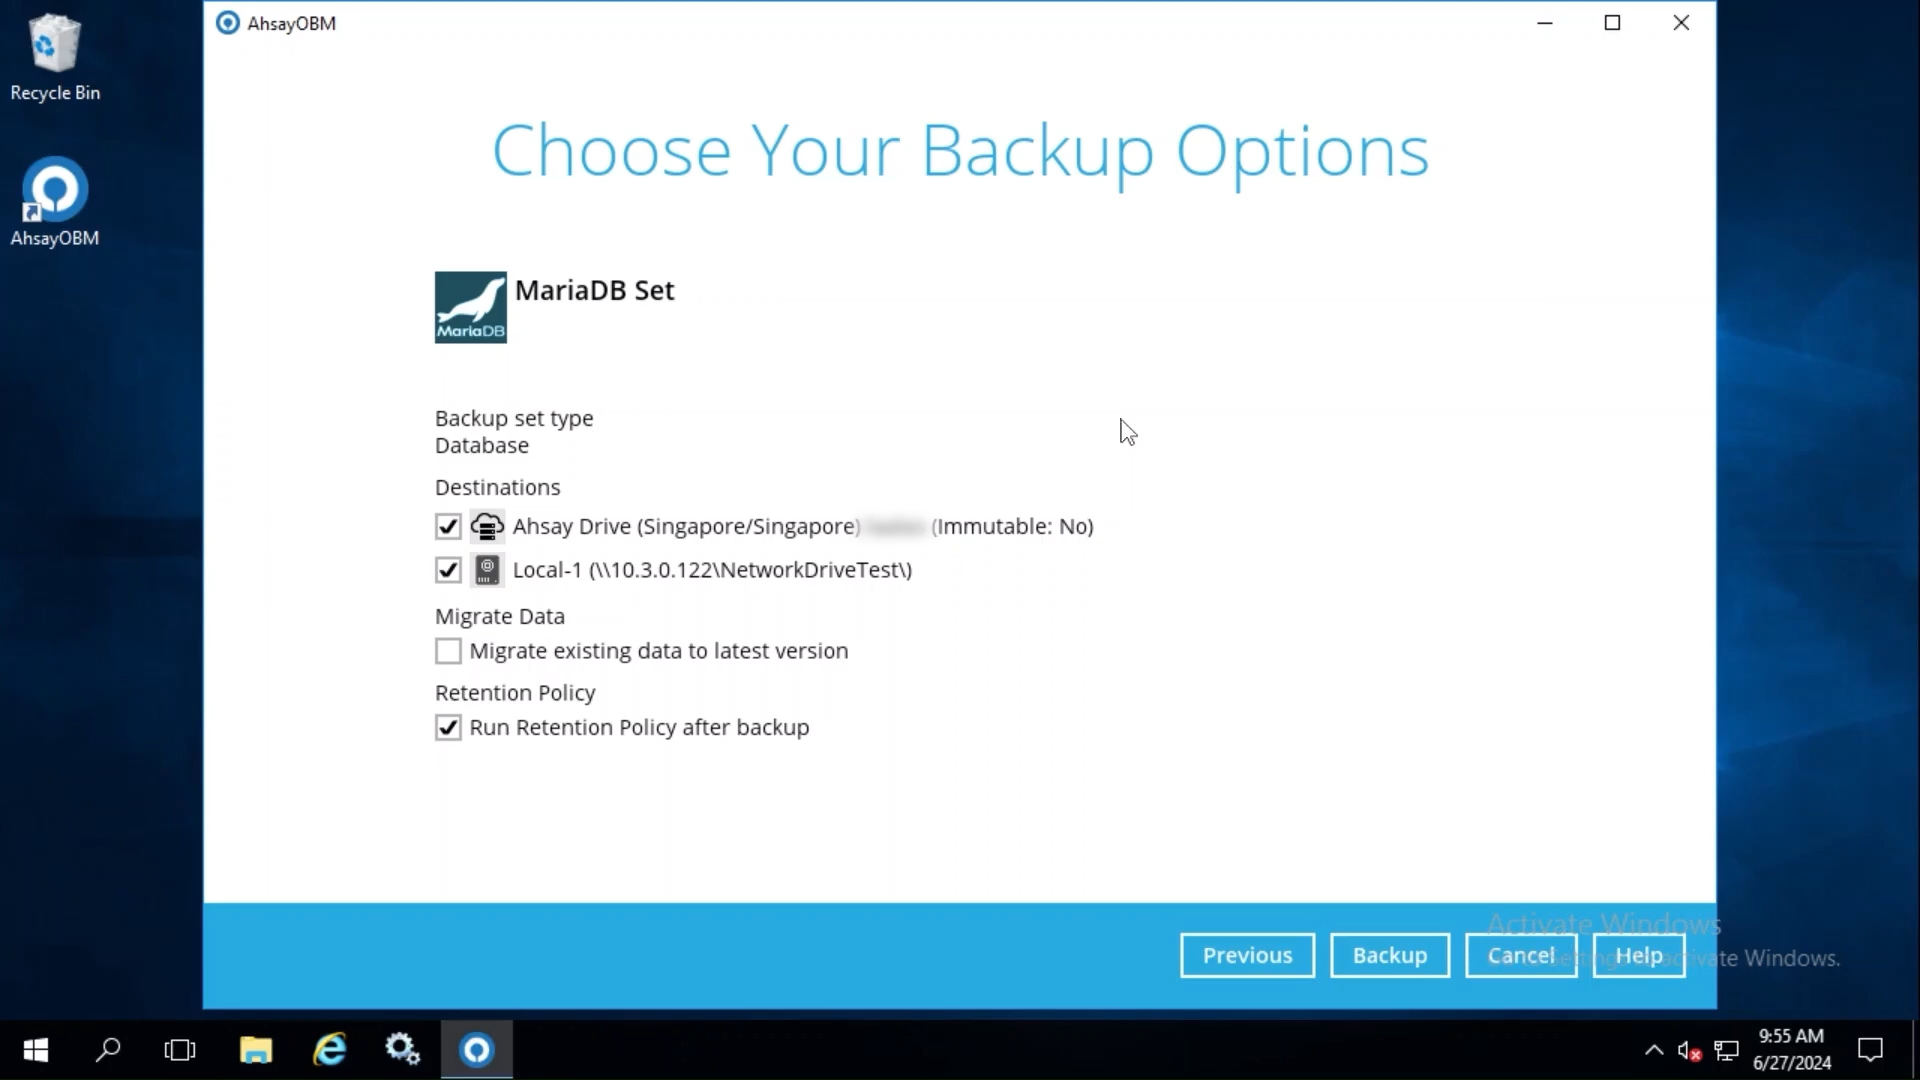 AhsayOBM
Recycle Bin
AhsayOBM
Choose Your Backup Options
MariaDB
MariaDB Set
Backup set type
Database
Destinations
Ahsay Drive (Singapore/Singapore) (Immutable: No)
Local-1 (\\10.3.0.122\NetworkDriveTest\)
Migrate Data
Migrate existing data to latest version
Retention Policy
Run Retention Policy after backup
Activate Windows
Previous Backup Cancel Help
activate Windows.
9:55 AM
6/27/2024